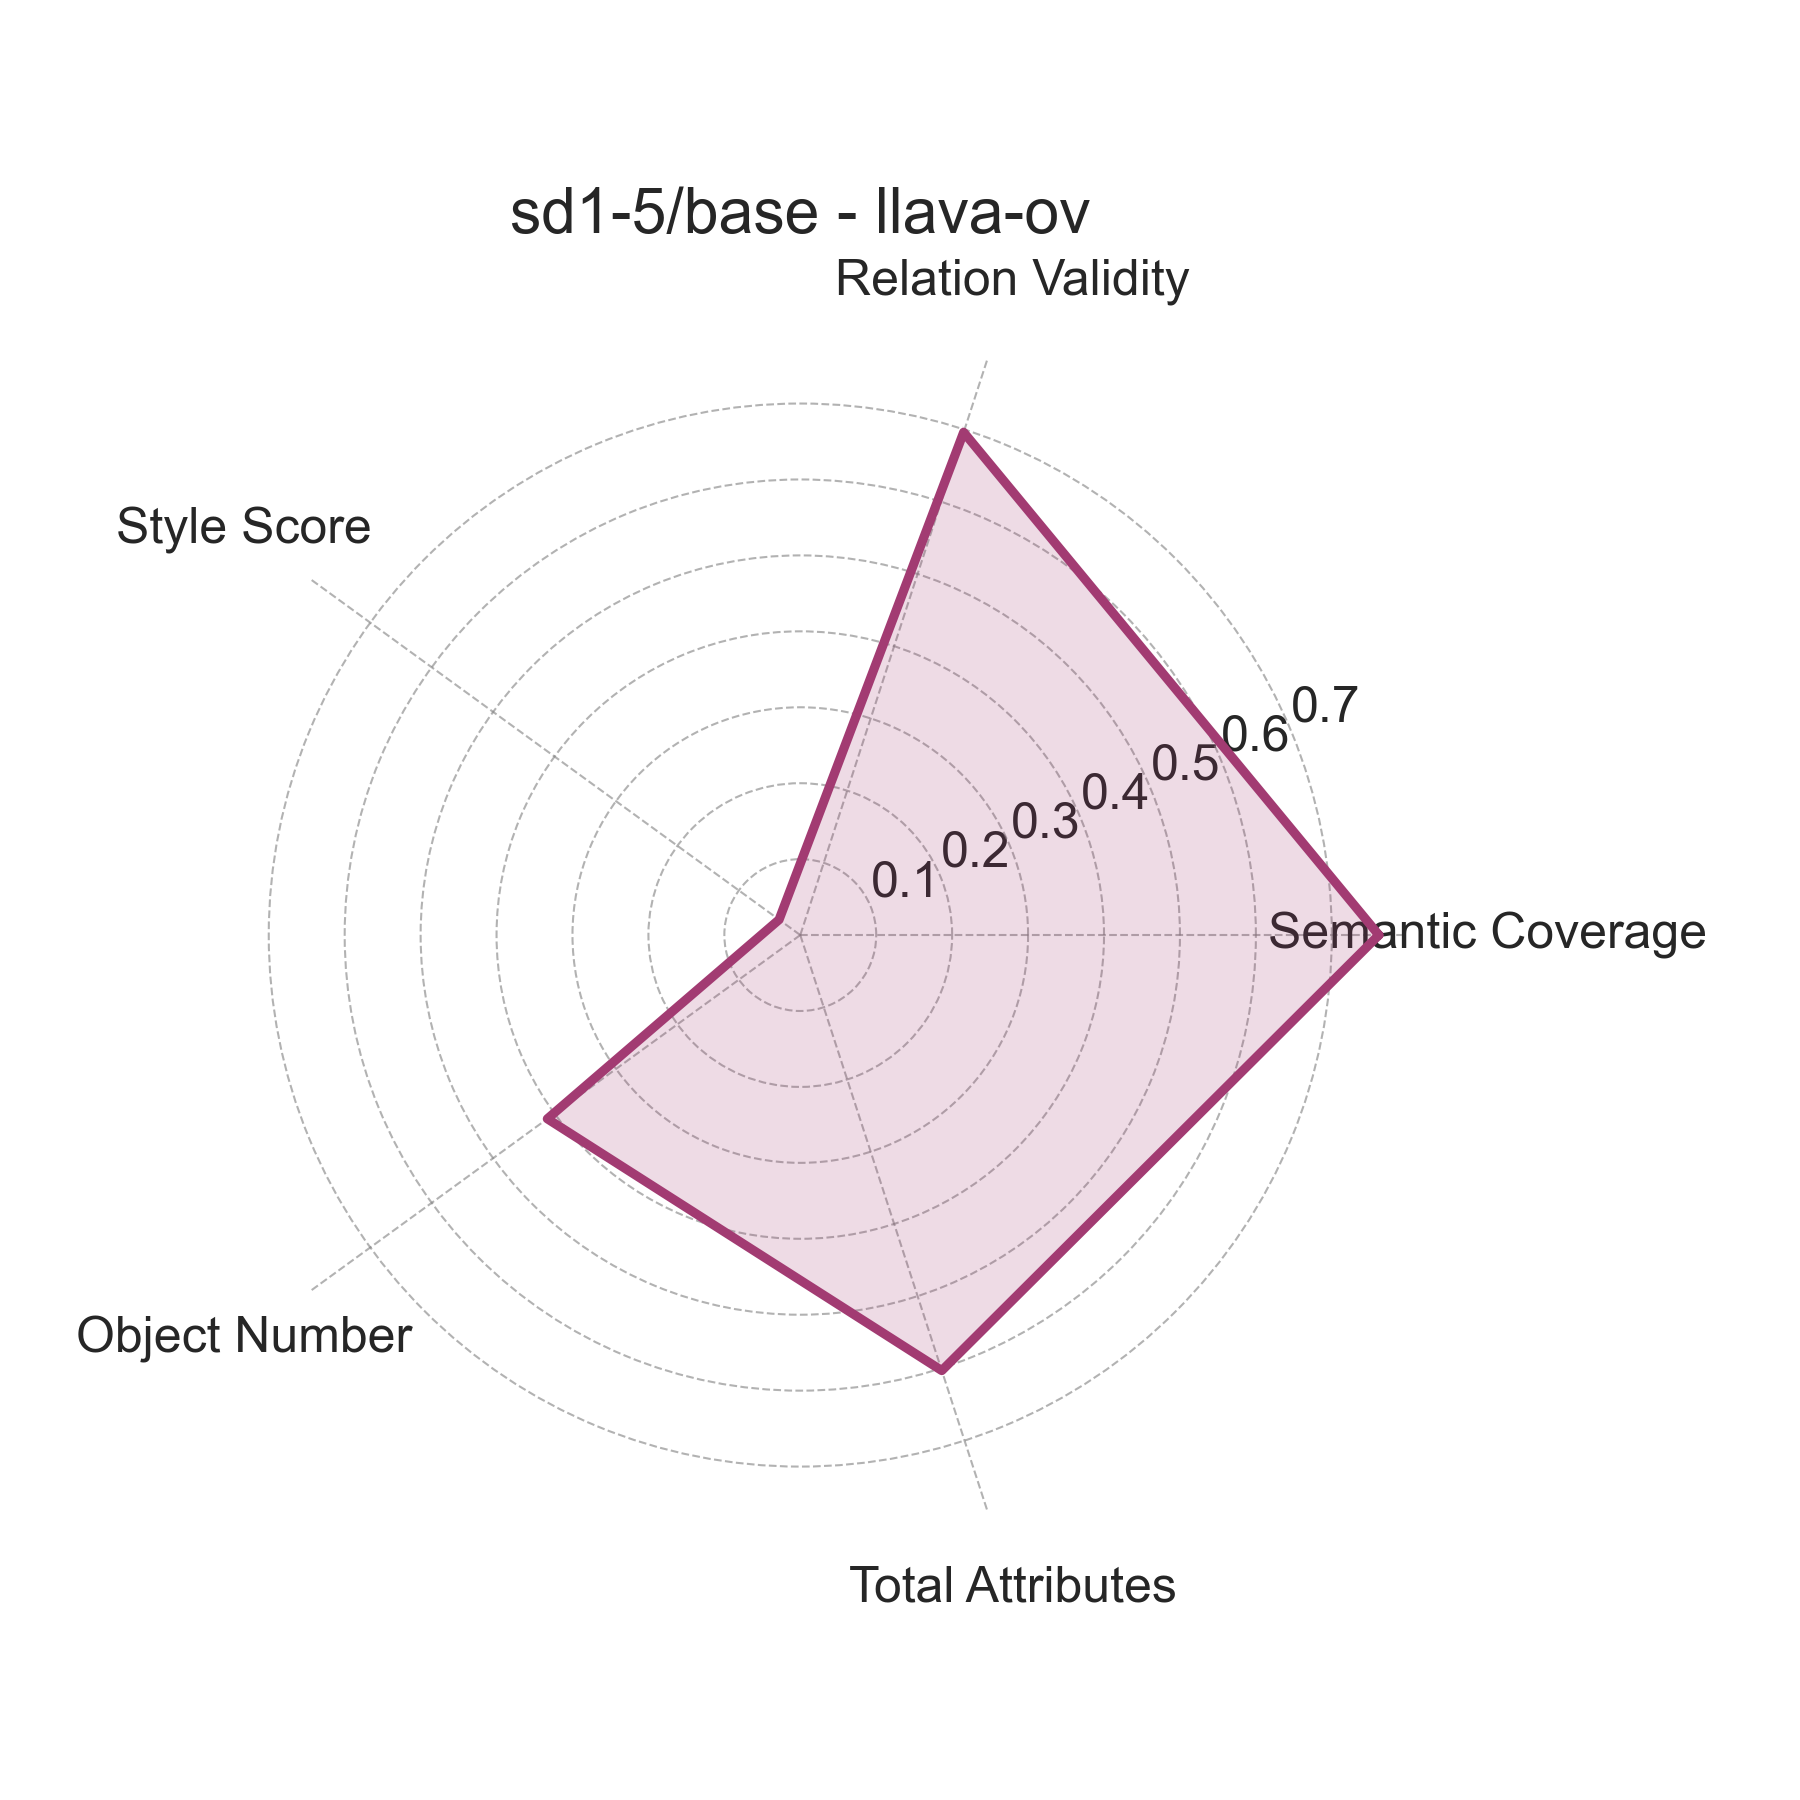 sd1-5/base - llava-ov
Relation Validity
Style Score
0.7
0.6
0.5
0.4
0.3
0.2
0.1
Semantic Coverage
Object Number
Total Attributes